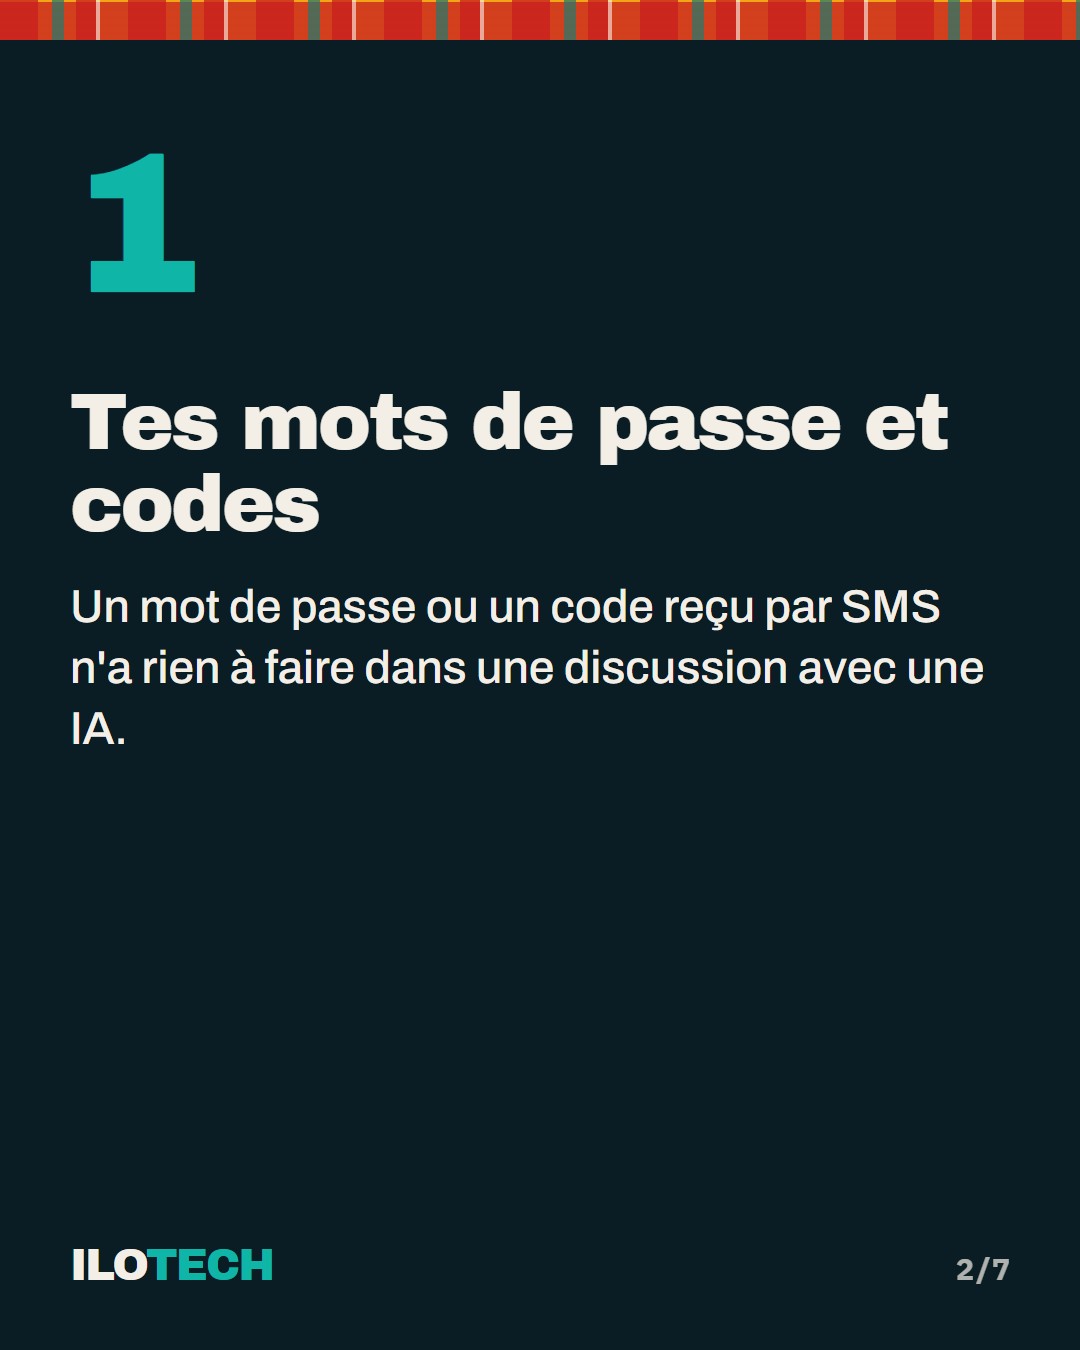 1
Tes mots de passe et
codes
Un mot de passe ou un code reçu par SMS
n'a rien à faire dans une discussion avec une
IA.
ILOTECH
2/7